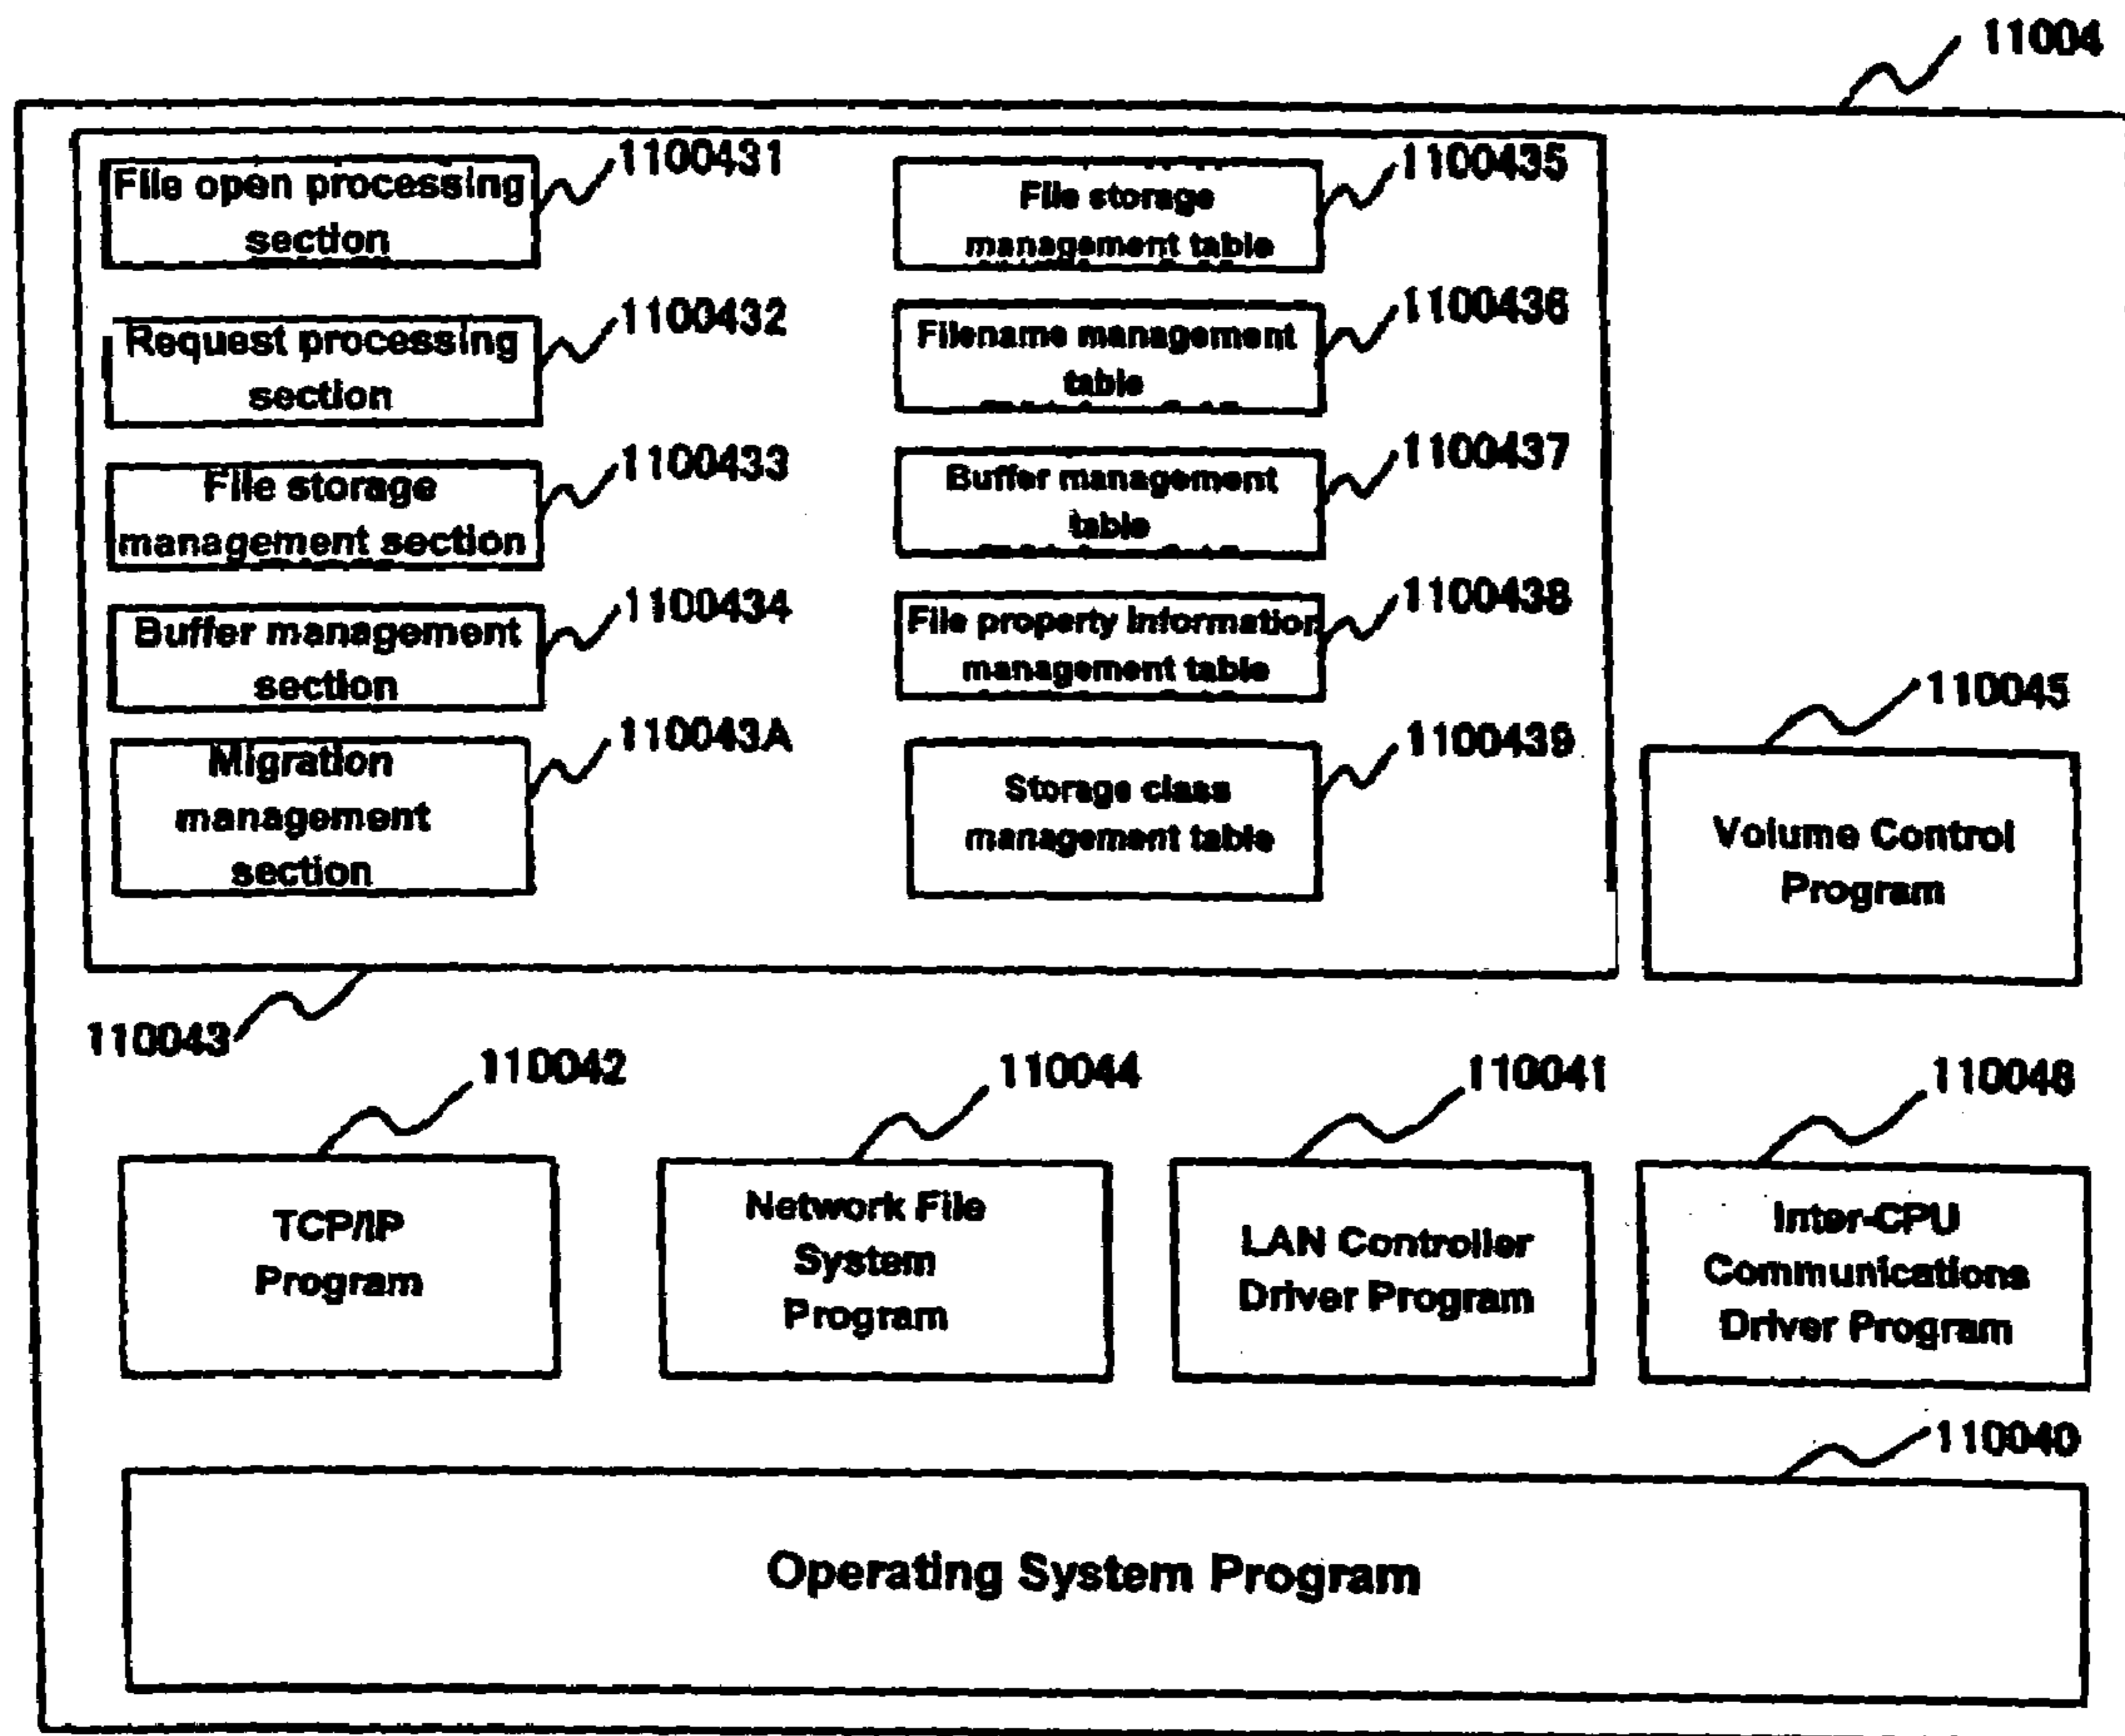 11004
File open processing
section
1100431
File storage
management table
1100435
Request processing
section
1100432
Filename management
table
1100436
File storage
management section
1100433
Buffer management
table
1100437
Buffer management
section
1100434
File property Information
management table
1100438
Migration
management
section
110043A
Storage class
management table
1100439
110045
Volume Control
Program
110043
110042
TCP/IP
Program
110044
Network File
System
Program
110041
LAN Controller
Driver Program
110046
Inter-CPU
Communications
Driver Program
110040
Operating System Program